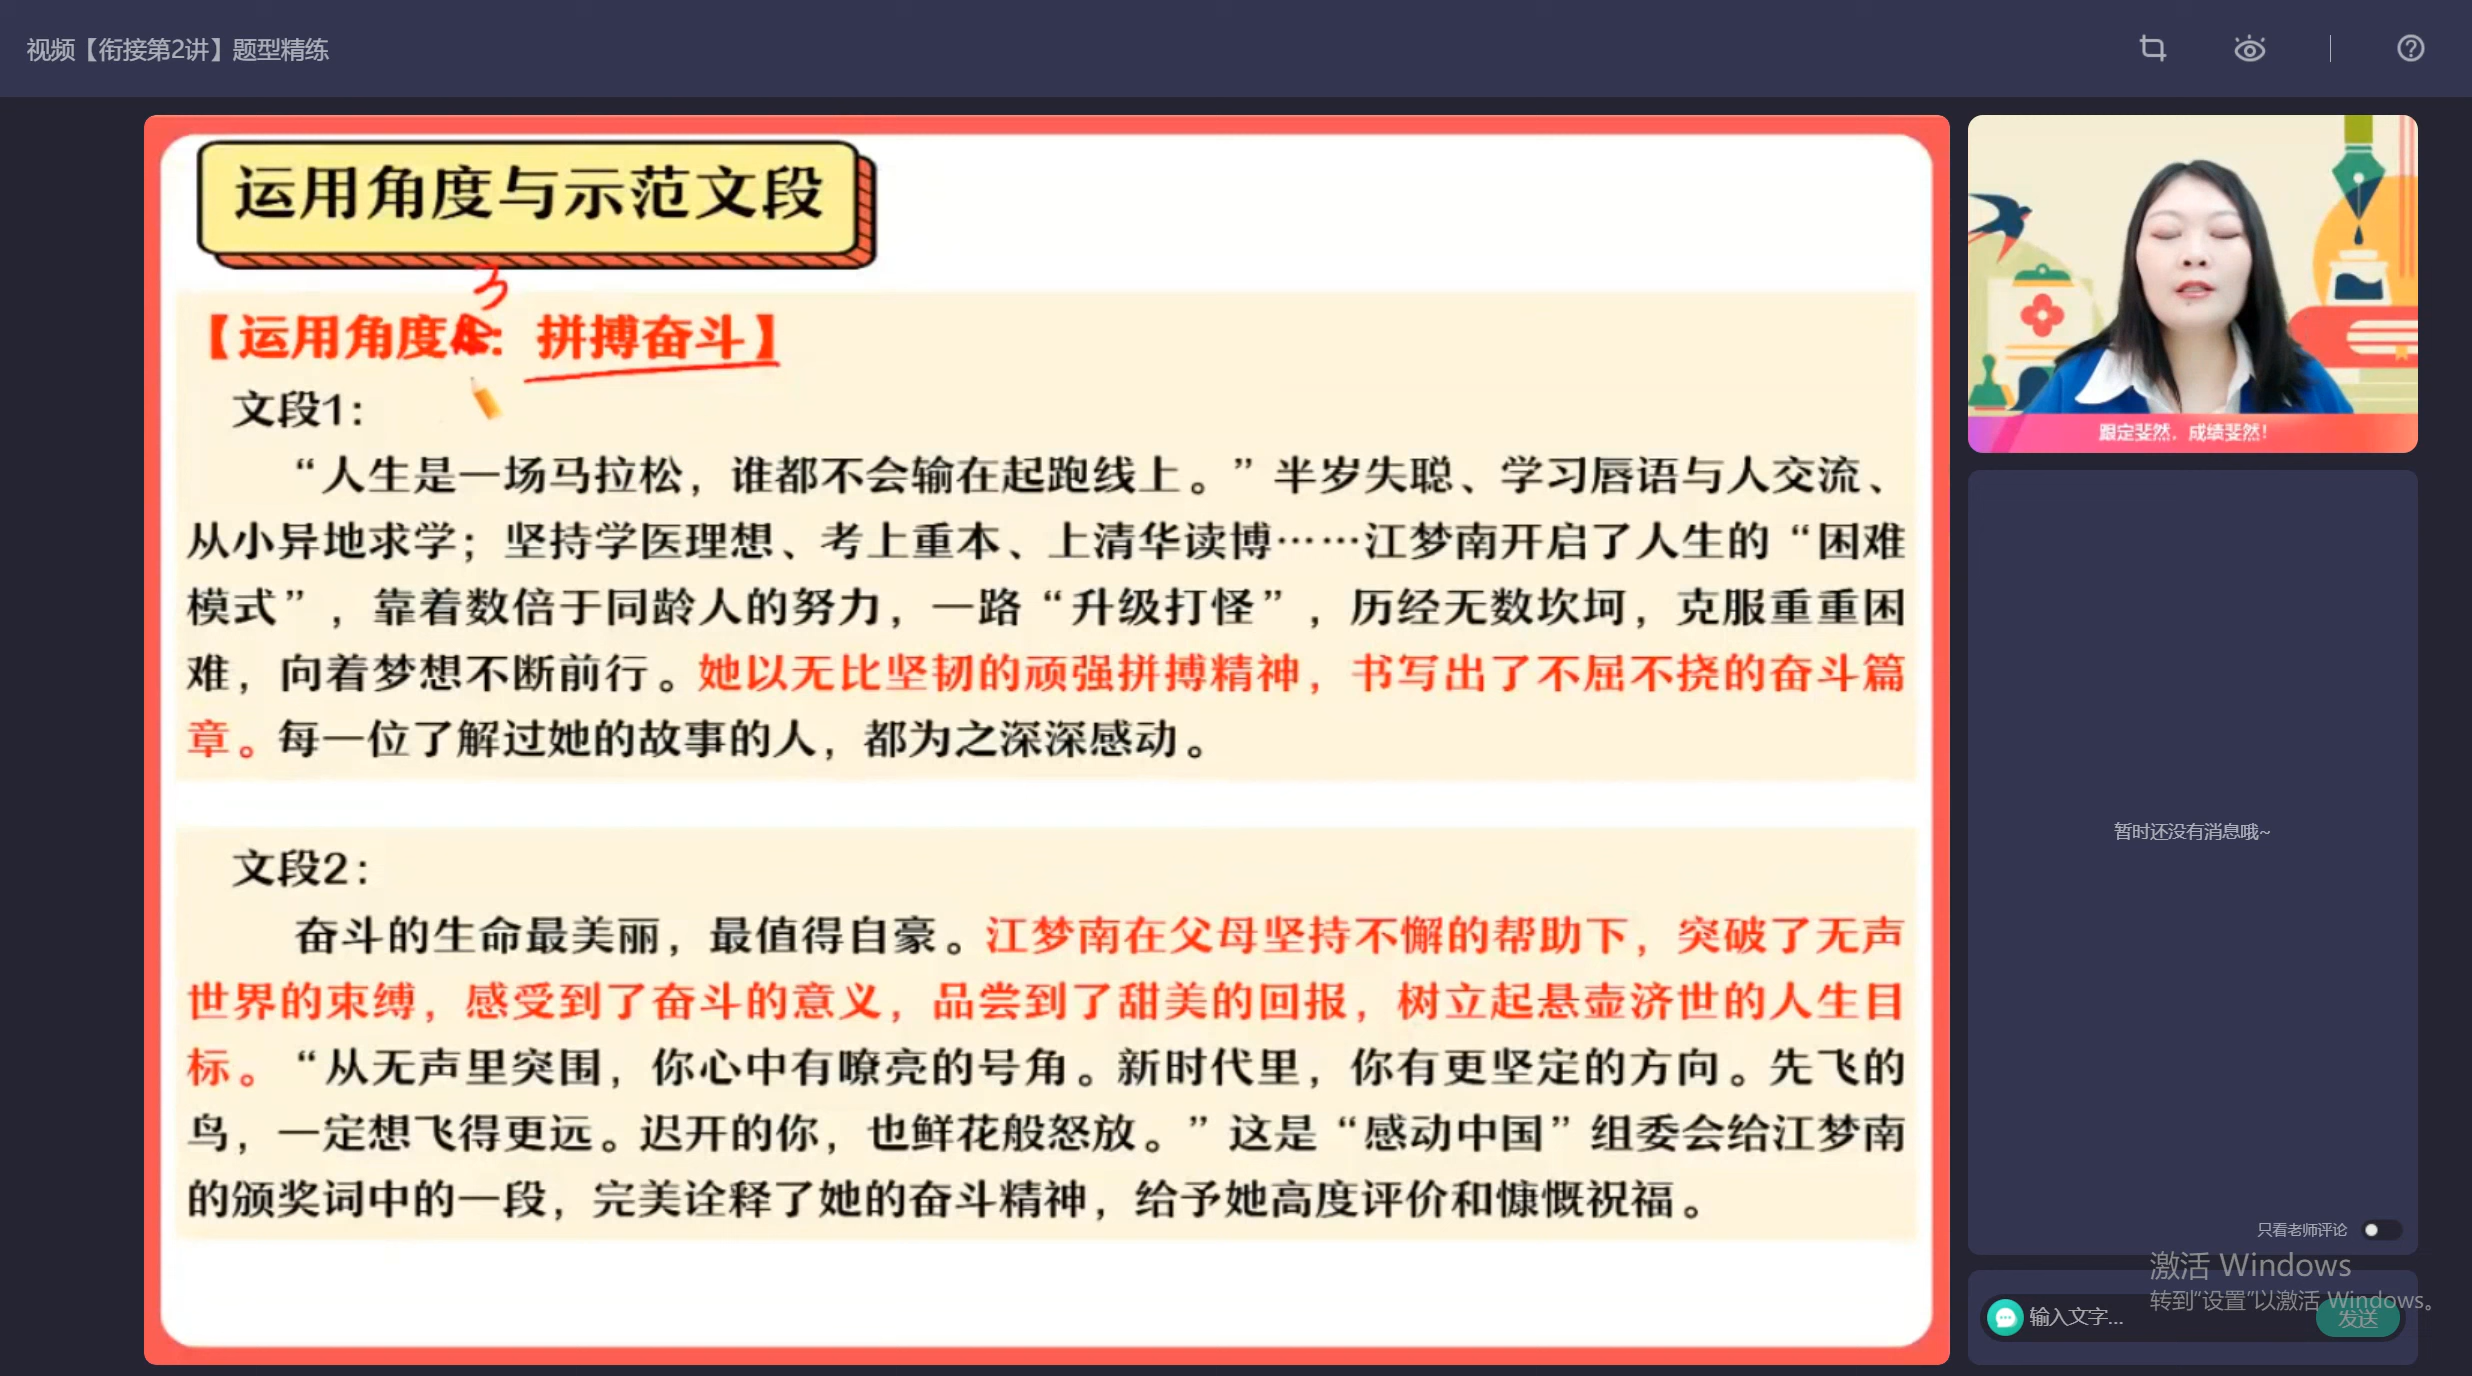 视频【衔接第2讲】题型精练
运用角度与示范文段
3
【运用角度：拼搏奋斗】
文段1：
“人生是一场马拉松，谁都不会输在起跑线上。”半岁失聪、学习唇语与人交流、
从小异地求学；坚持学医理想、考上重本、上清华读博……江梦南开启了人生的“困难
模式”，靠着数倍于同龄人的努力，一路“升级打怪”，历经无数坎坷，克服重重困
难，向着梦想不断前行。她以无比坚韧的顽强拼搏精神，书写出了不屈不挠的奋斗篇
章。每一位了解过她的故事的人，都为之深深感动。
文段2：
奋斗的生命最美丽，最值得自豪。江梦南在父母坚持不懈的帮助下，突破了无声
世界的束缚，感受到了奋斗的意义，品尝到了甜美的回报，树立起悬壶济世的人生目
标。“从无声里突围，你心中有嘹亮的号角。新时代里，你有更坚定的方向。先飞的
鸟，一定想飞得更远。迟开的你，也鲜花般怒放。”这是“感动中国”组委会给江梦南
的颁奖词中的一段，完美诠释了她的奋斗精神，给予她高度评价和慷慨祝福。
跟定斐然，成绩斐然！
暂时还没有消息哦~
只看老师评论
激活 Windows
转到“设置”以激活 Windows。
输入文字...
发送